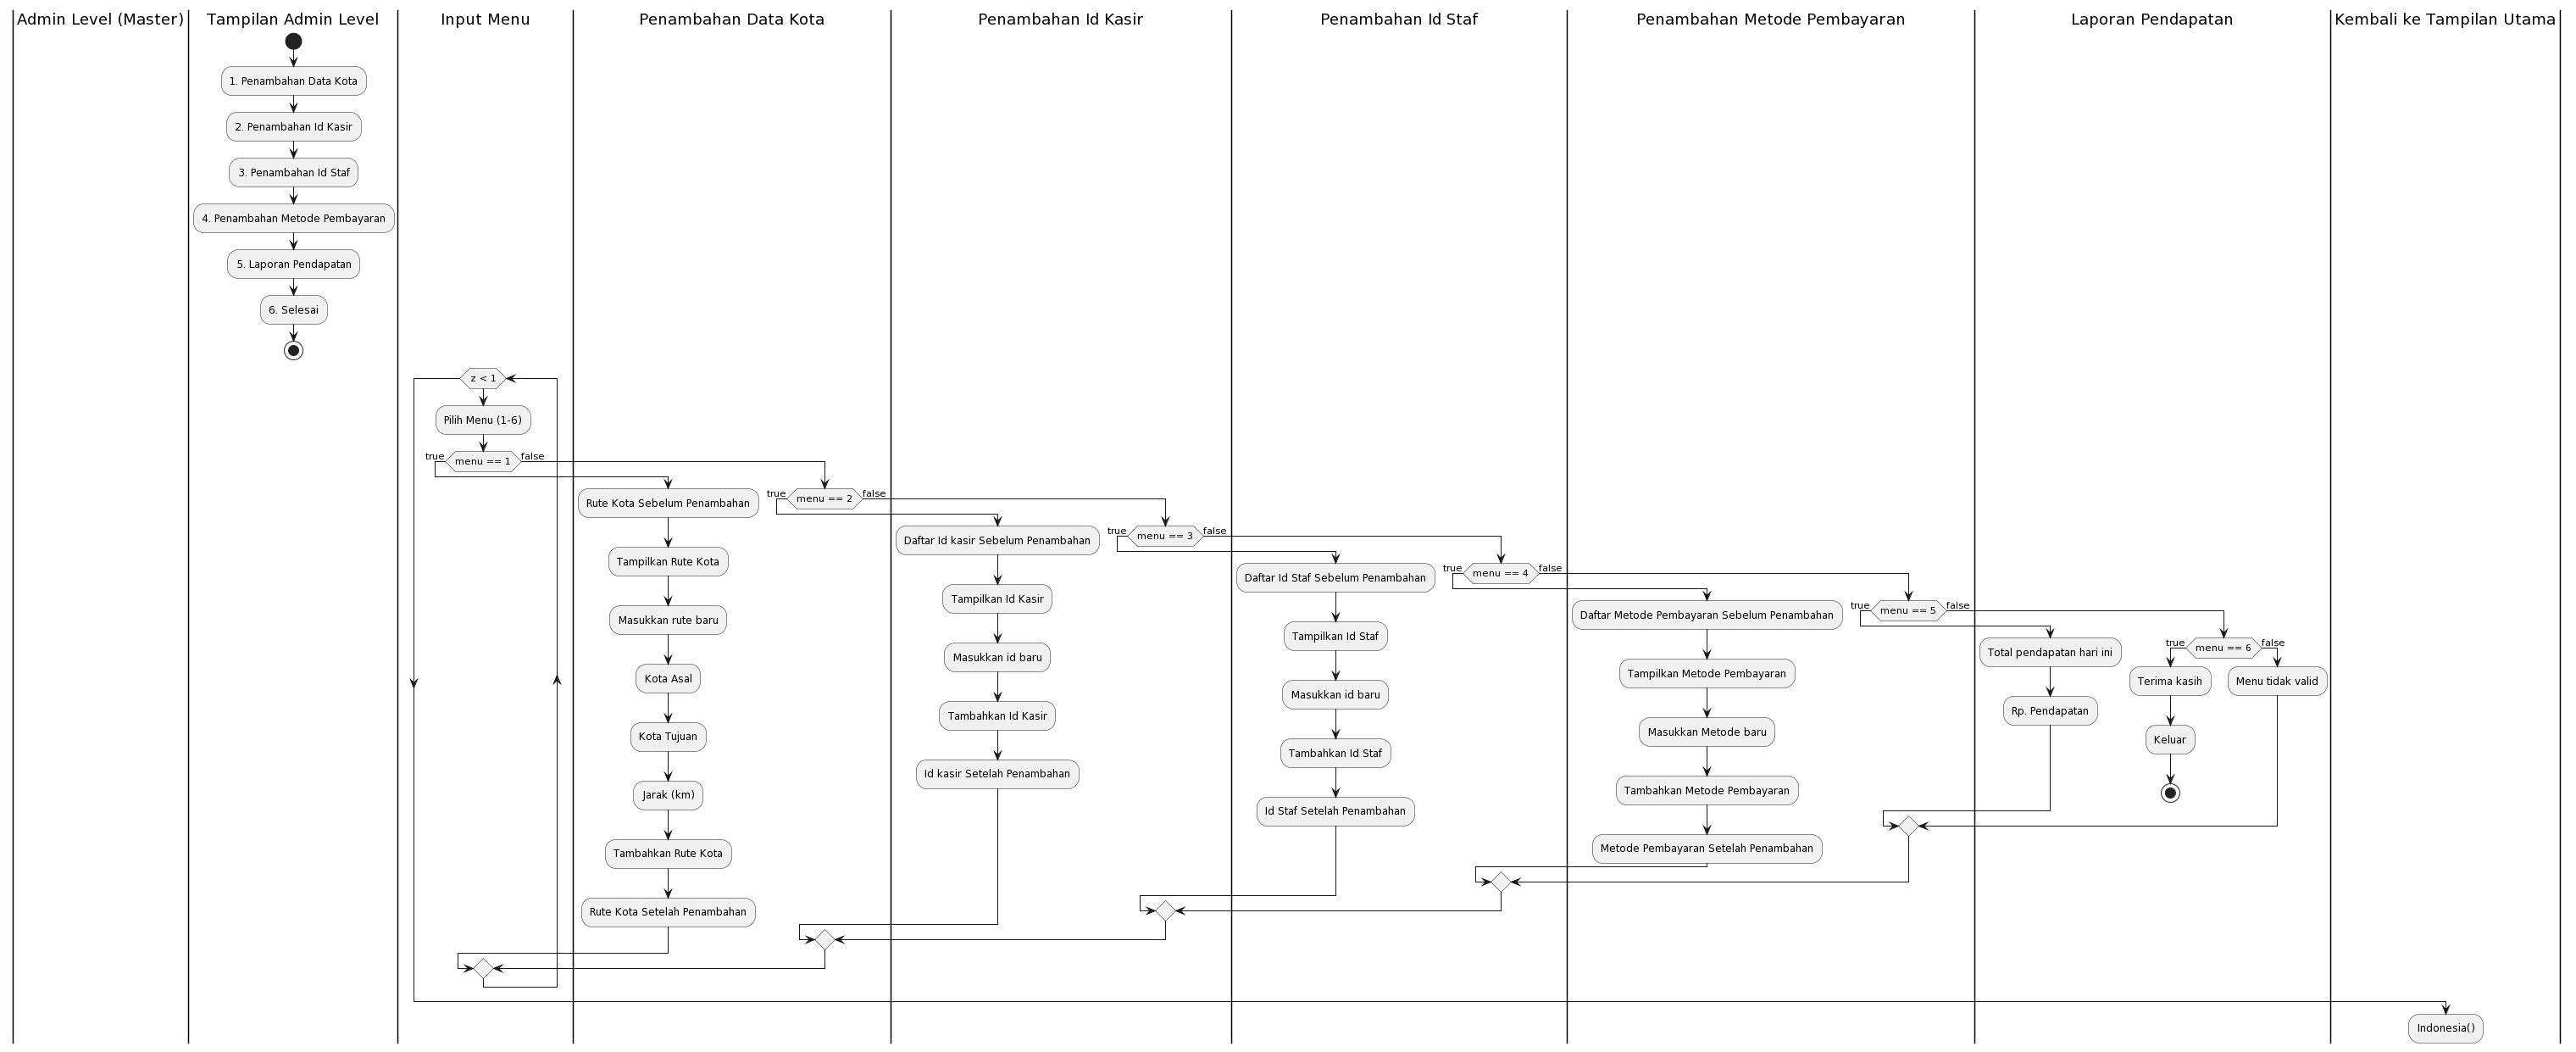 Admin Level (Master)
Tampilan Admin Level
Input Menu
Penambahan Data Kota
Penambahan Id Kasir
Penambahan Id Staf
Penambahan Metode Pembayaran
Laporan Pendapatan
Kembali ke Tampilan Utama
1. Penambahan Data Kota
2. Penambahan Id Kasir
3. Penambahan Id Staf
4. Penambahan Metode Pembayaran
5. Laporan Pendapatan
6. Selesai
z < 1
Pilih Menu (1-6)
true
menu == 1
false
Rute Kota Sebelum Penambahan
Tampilkan Rute Kota
Masukkan rute baru
Kota Asal
Kota Tujuan
Jarak (km)
Tambahkan Rute Kota
Rute Kota Setelah Penambahan
true
menu == 2
false
Daftar Id kasir Sebelum Penambahan
Tampilkan Id Kasir
Masukkan id baru
Tambahkan Id Kasir
Id kasir Setelah Penambahan
true
menu == 3
false
Daftar Id Staf Sebelum Penambahan
Tampilkan Id Staf
Masukkan id baru
Tambahkan Id Staf
Id Staf Setelah Penambahan
true
menu == 4
false
Daftar Metode Pembayaran Sebelum Penambahan
Tampilkan Metode Pembayaran
Masukkan Metode baru
Tambahkan Metode Pembayaran
Metode Pembayaran Setelah Penambahan
true
menu == 5
false
Total pendapatan hari ini
Rp. Pendapatan
true
menu == 6
false
Terima kasih
Keluar
Menu tidak valid
Indonesia()